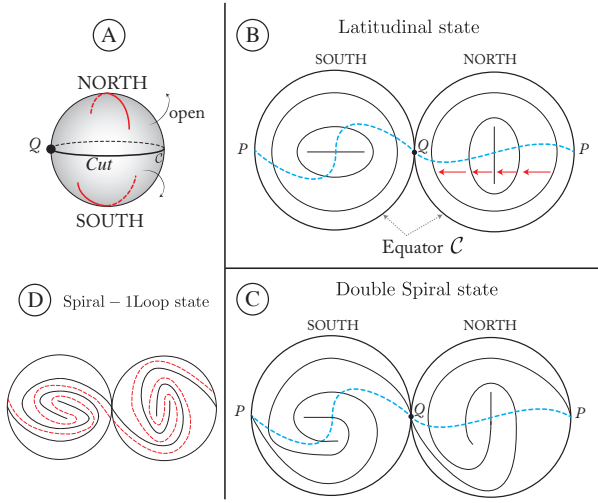 A
NORTH
open
Q
Cut
C
SOUTH
B
Latitudinal state
SOUTH
NORTH
P
Q
P
Equator C
D
Spiral – 1Loop state
C
Double Spiral state
SOUTH
NORTH
P
Q
P